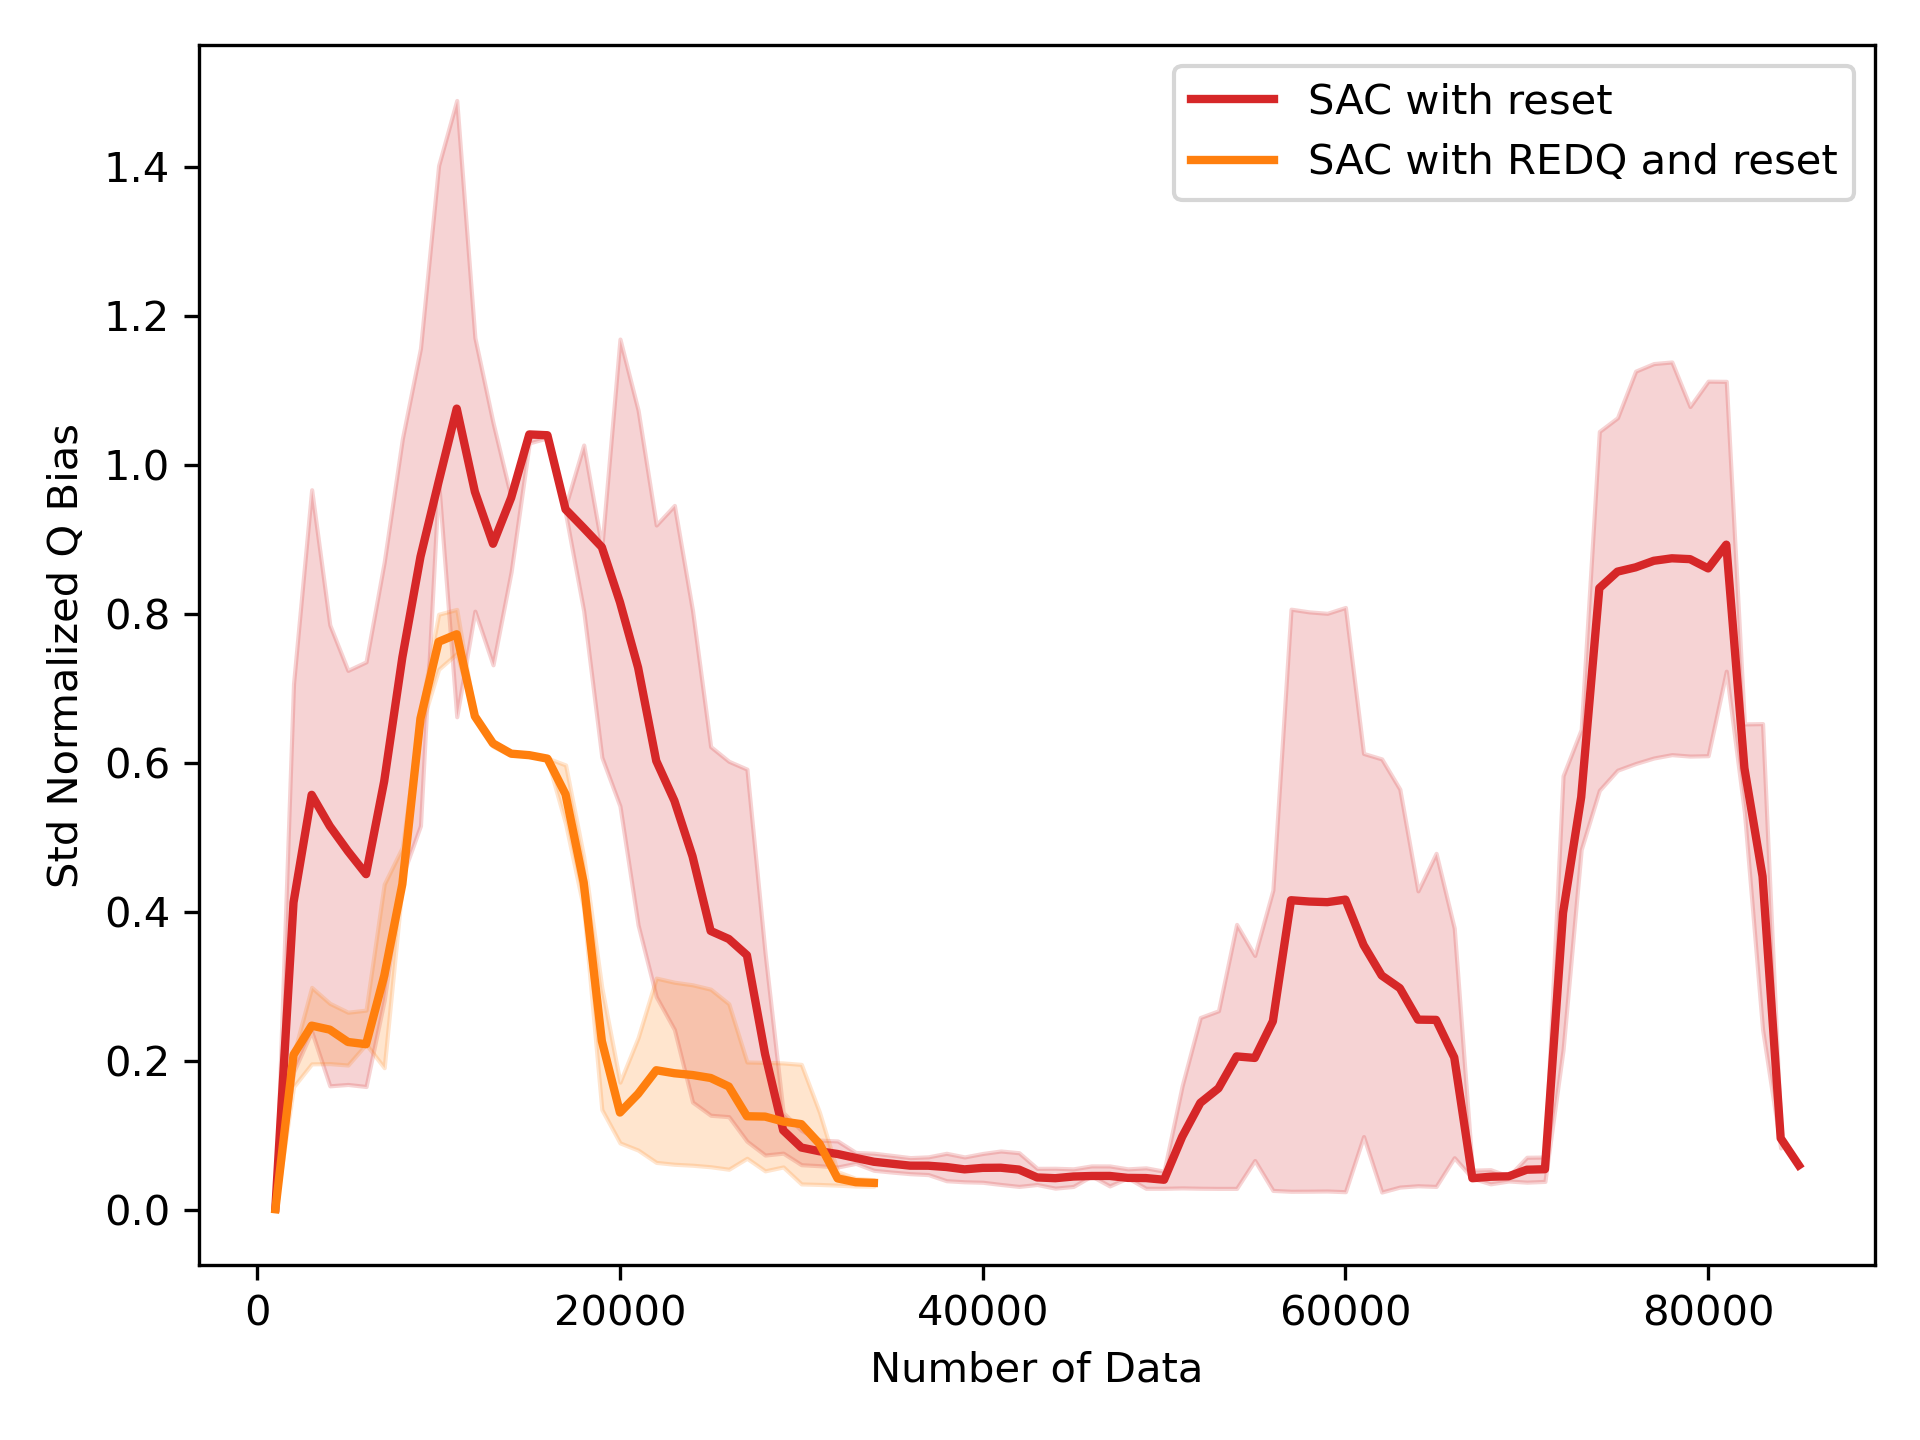 SAC with reset
SAC with REDQ and reset
1.4
1.2
1.0
0.8
0.6
0.4
0.2
0.0
Std Normalized Q Bias
0 20000 40000 60000 80000
Number of Data